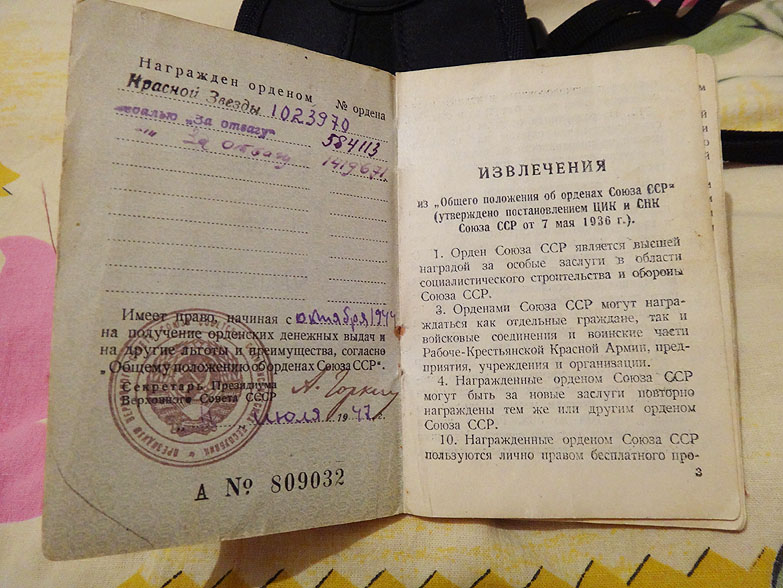 Награжден орденом
№ ордена
Красной Звезды 1023970
медалью „За отвагу" 584113
-„- За отвагу 1419671
Имеет право, начиная с октября 1944
на получение орденских денежных выдач и
на другие льготы и преимущества, согласно
„Общему положению об орденах Союза ССР".
Секретарь Президиума
Верховного Совета СССР
А. Горкин
июля 1947 г.
А № 809032
ИЗВЛЕЧЕНИЯ
из „Общего положения об орденах Союза ССР"
(утверждено постановлением ЦИК и СНК
Союза ССР от 7 мая 1936 г.).
1. Орден Союза ССР является высшей
наградой за особые заслуги в области
социалистического строительства и обороны
Союза ССР.
3. Орденами Союза ССР могут награ-
ждаться как отдельные граждане, так и
войсковые соединения и воинские части
Рабоче-Крестьянской Красной Армии, пред-
приятия, учреждения и организации.
4. Награжденные орденом Союза ССР
могут быть за новые заслуги повторно
награждены тем же или другим орденом
Союза ССР.
10. Награжденные орденом Союза ССР
пользуются лично правом бесплатного про-
3